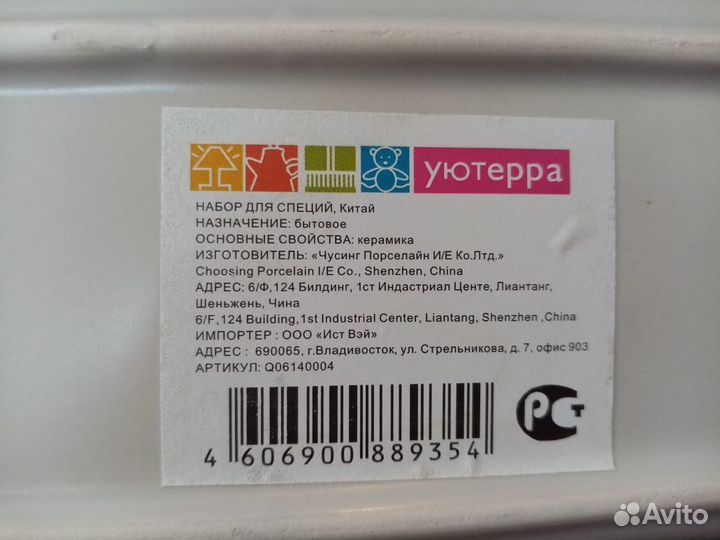 уютерра
НАБОР ДЛЯ СПЕЦИЙ, Китай
НАЗНАЧЕНИЕ: бытовое
ОСНОВНЫЕ СВОЙСТВА: керамика
ИЗГОТОВИТЕЛЬ: «Чусинг Порселайн И/Е Ко.Лтд.»
Choosing Porcelain I/E Co., Shenzhen, China
АДРЕС: 6/Ф,124 Билдинг, 1ст Индастриал Центе, Лиантанг,
Шеньжень, Чина
6/F,124 Building,1st Industrial Center, Liantang, Shenzhen ,China
ИМПОРТЕР : ООО «Ист Вэй»
АДРЕС : 690065, г.Владивосток, ул. Стрельникова, д. 7, офис 903
АРТИКУЛ: Q06140004
4 606900 889354
РСТ
Avito